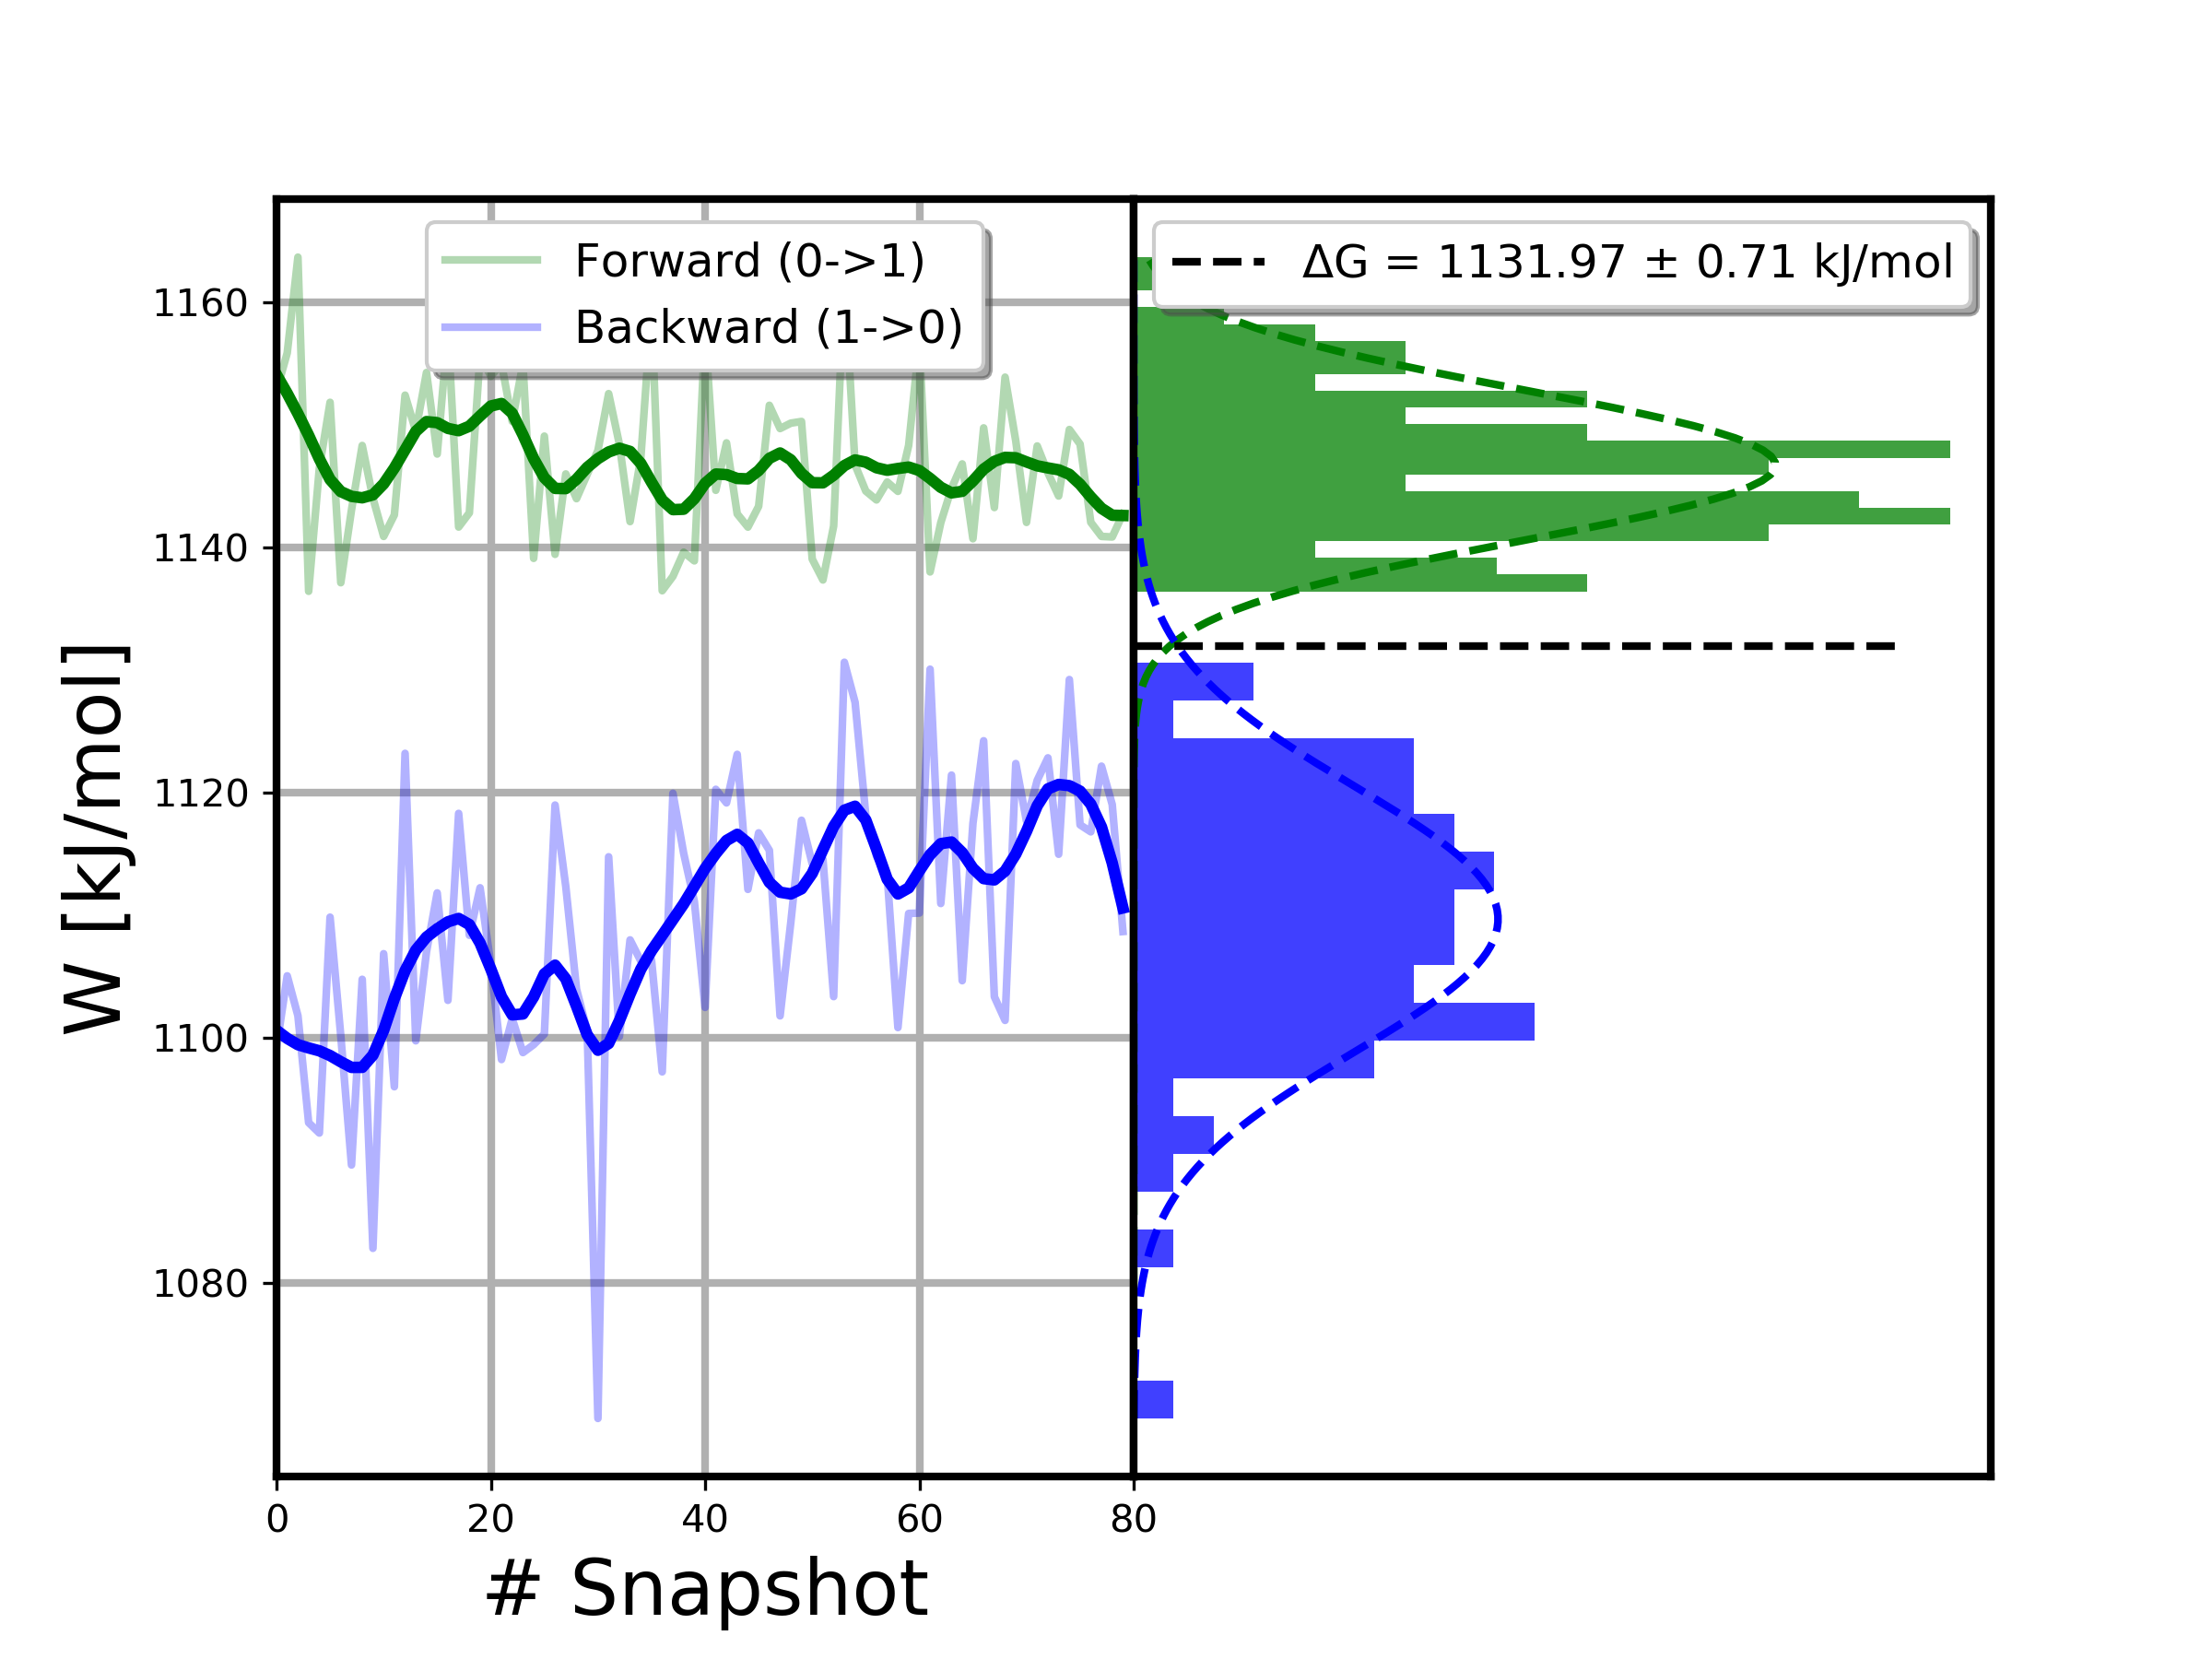 Forward (0->1)
Backward (1->0)
ΔG = 1131.97 ± 0.71 kJ/mol
W [kJ/mol]
1160
1140
1120
1100
1080
0 20 40 60 80
# Snapshot